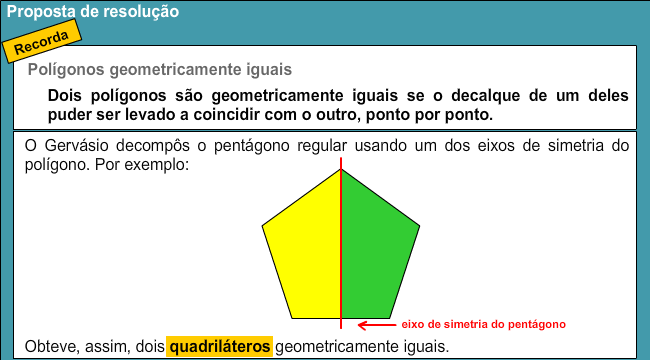 Proposta de resolução
Recorda
Polígonos geometricamente iguais
Dois polígonos são geometricamente iguais se o decalque de um deles
puder ser levado a coincidir com o outro, ponto por ponto.
O Gervásio decompôs o pentágono regular usando um dos eixos de simetria do
polígono. Por exemplo:
eixo de simetria do pentágono
Obteve, assim, dois quadriláteros geometricamente iguais.